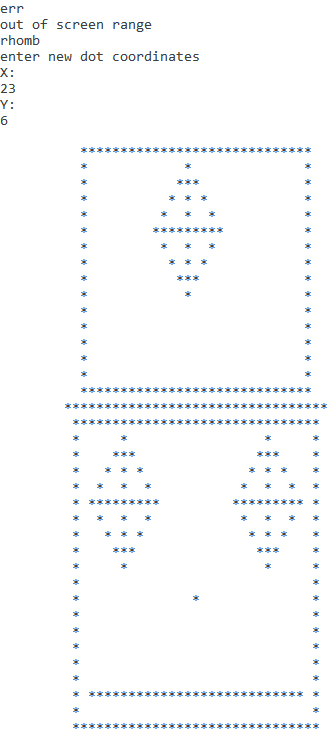 err
out of screen range
rhomb
enter new dot coordinates
X:
23
Y:
6